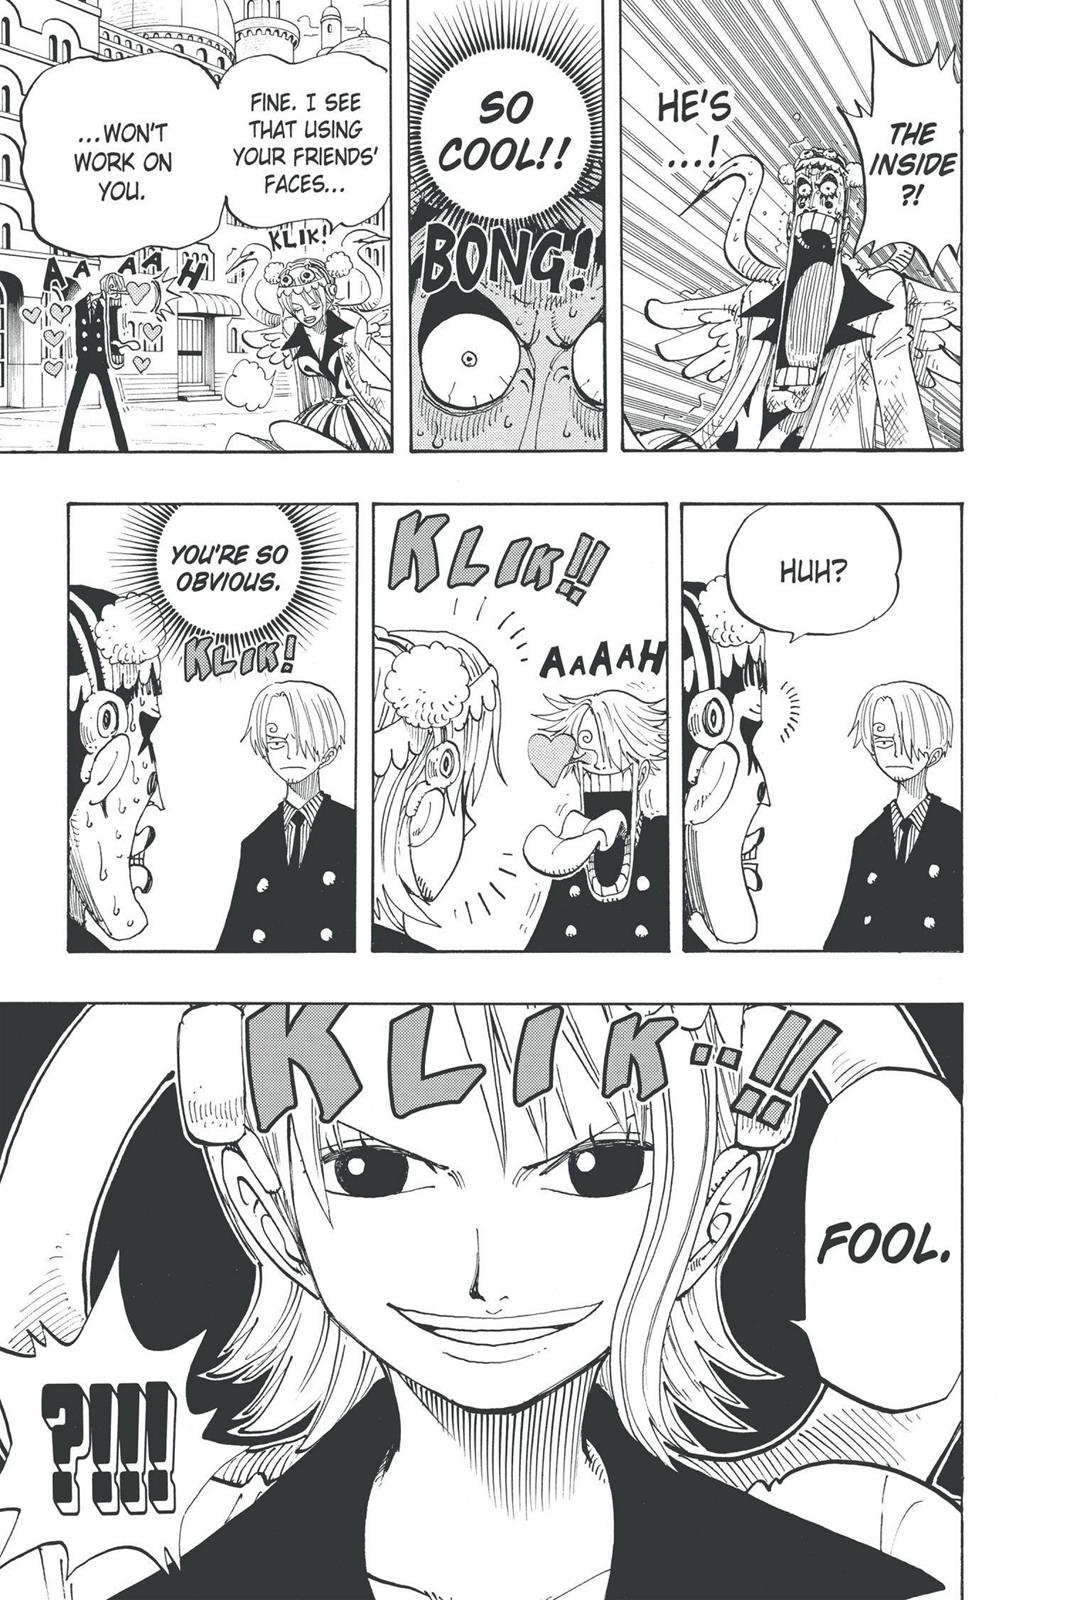 THE
INSIDE
?!
HE'S
...!
SO
COOL!!
BONG!
FINE. I SEE
THAT USING
YOUR FRIENDS'
FACES...
KLIK!
...WON'T
WORK ON
YOU.
AAAAAH
HUH?
KLIK!!
AAAAH
YOU'RE SO
OBVIOUS.
KLIK!
KLIK..!!
FOOL.
?!!!